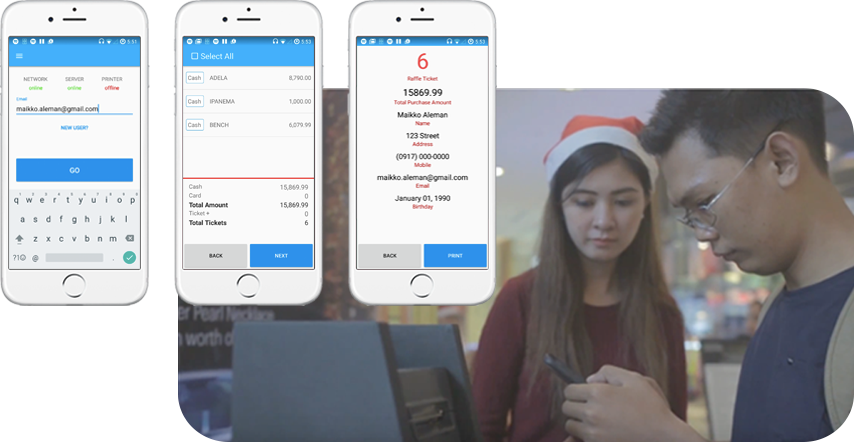 5:51
NETWORK SERVER PRINTER
online online offline
Email
maikko.aleman@gmail.com
NEW USER?
GO
q w e r t y u i o p
a s d f g h j k l
z x c v b n m
?1☺ @ .
5:53
Select All
Cash ADELA 8,790.00
Cash IPANEMA 1,000.00
Cash BENCH 6,079.99
Cash 15,869.99
Card 0
Total Amount 15,869.99
Ticket + 0
Total Tickets 6
BACK NEXT
5:53
6
Raffle Ticket
15869.99
Total Purchase Amount
Maikko Aleman
Name
123 Street
Address
(0917) 000-0000
Mobile
maikko.aleman@gmail.com
Email
January 01, 1990
Birthday
BACK PRINT
Pearl Necklace
worth of